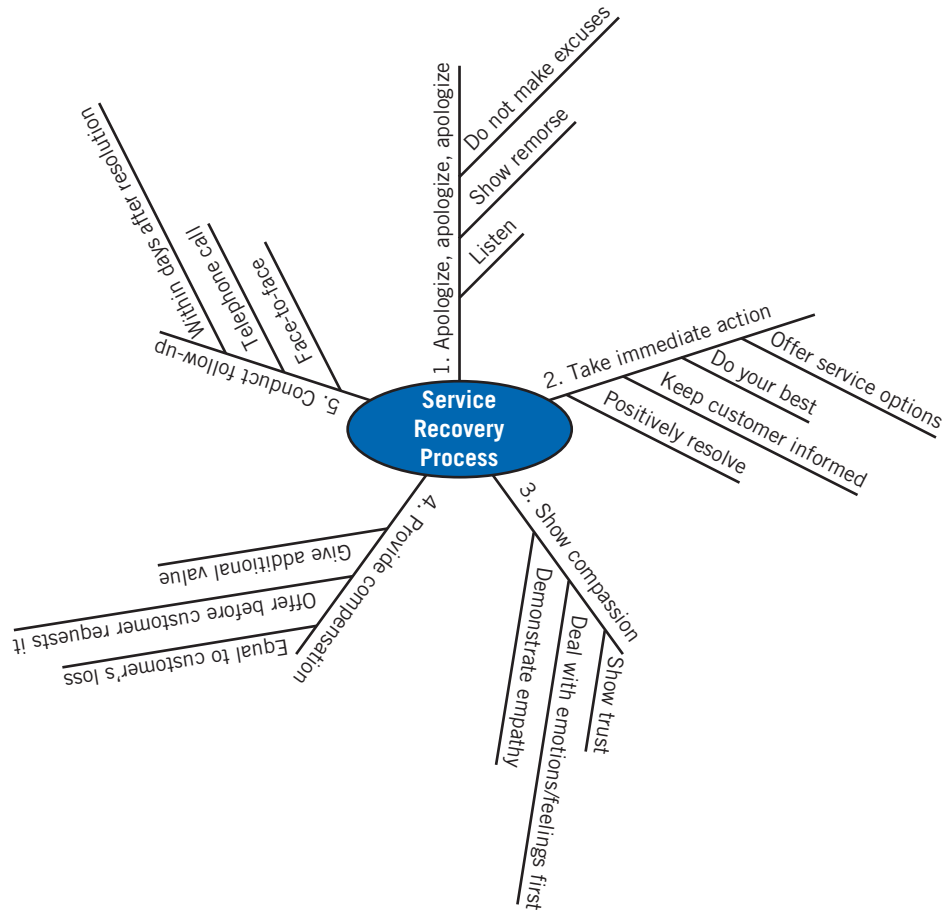 Service
Recovery
Process
1. Apologize, apologize, apologize
Do not make excuses
Show remorse
Listen
2. Take immediate action
Offer service options
Do your best
Keep customer informed
Positively resolve
3. Show compassion
Show trust
Deal with emotions/feelings first
Demonstrate empathy
4. Provide compensation
Equal to customer's loss
Offer before customer requests it
Give additional value
5. Conduct follow-up
Within days after resolution
Telephone call
Face-to-face